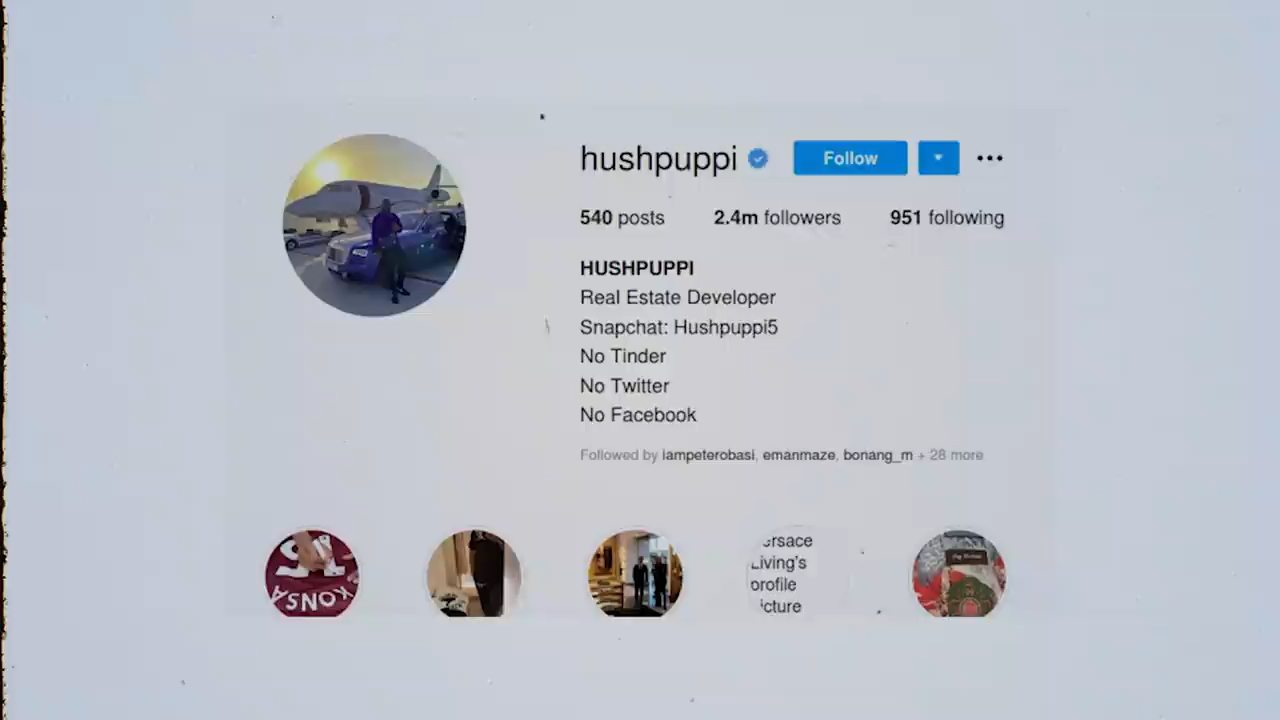 hushpuppi
Follow
540 posts 2.4m followers 951 following
HUSHPUPPI
Real Estate Developer
Snapchat: Hushpuppi5
No Tinder
No Twitter
No Facebook
Followed by iampeterobasi, emanmaze, bonang_m + 28 more
ersace
Living's
profile
icture